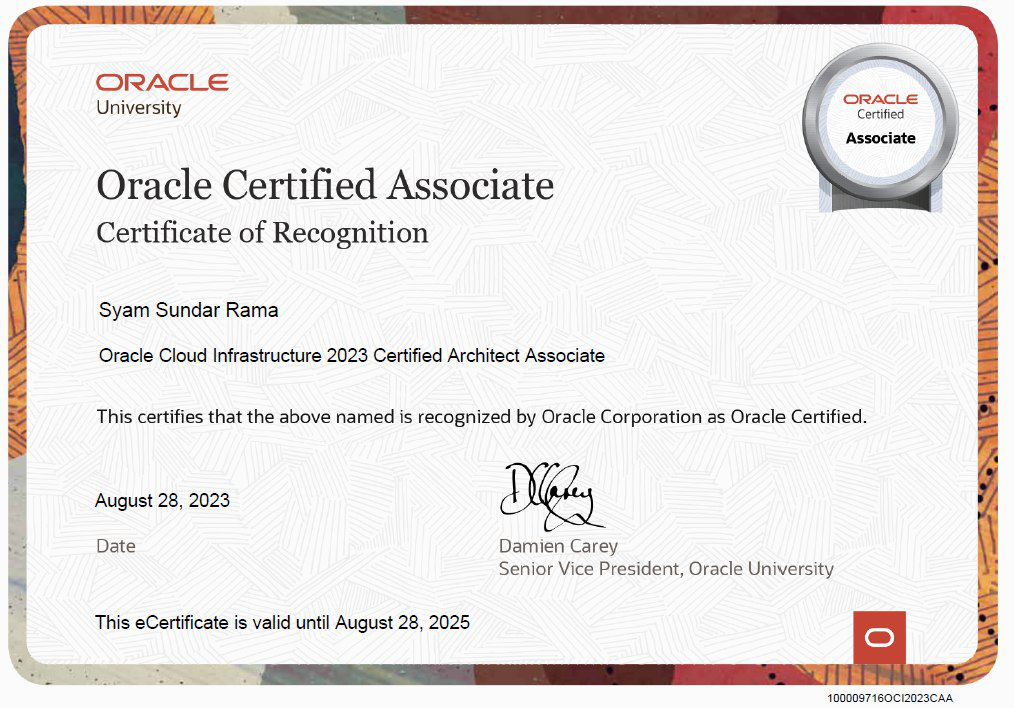 ORACLE
University
ORACLE
Certified
Associate
Oracle Certified Associate
Certificate of Recognition
Syam Sundar Rama
Oracle Cloud Infrastructure 2023 Certified Architect Associate
This certifies that the above named is recognized by Oracle Corporation as Oracle Certified.
August 28, 2023
Date
DCCarey
Damien Carey
Senior Vice President, Oracle University
This eCertificate is valid until August 28, 2025
100009716OCI2023CAA